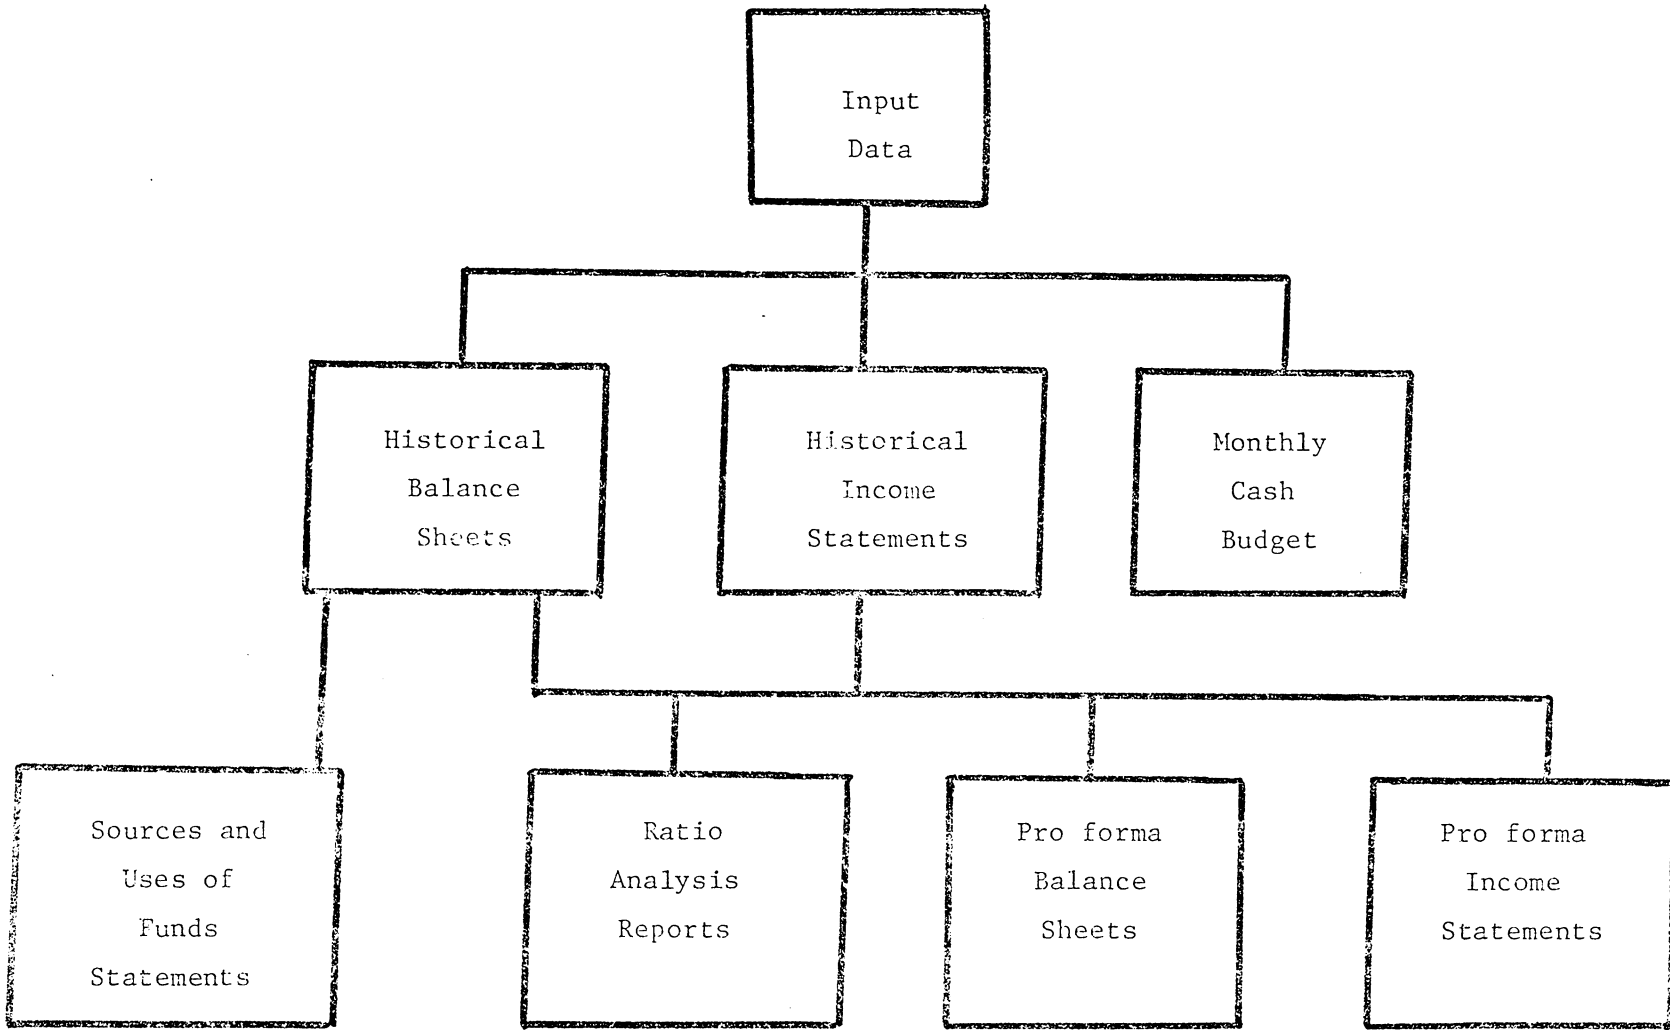 Input
Data
Historical
Balance
Sheets
Historical
Income
Statements
Monthly
Cash
Budget
Sources and
Uses of
Funds
Statements
Ratio
Analysis
Reports
Pro forma
Balance
Sheets
Pro forma
Income
Statements